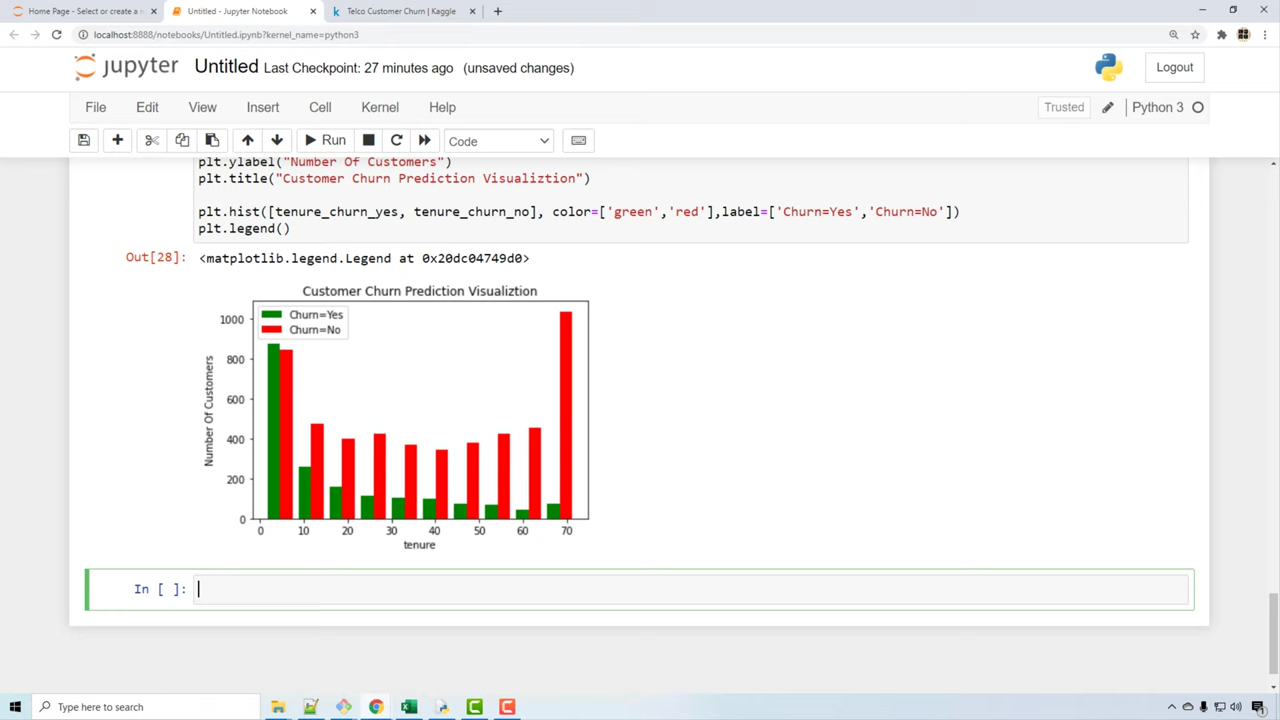 Home Page - Select or create a n
Untitled - Jupyter Notebook
Telco Customer Churn | Kaggle
localhost:8888/notebooks/Untitled.ipynb?kernel_name=python3
jupyter Untitled Last Checkpoint: 27 minutes ago (unsaved changes)
Logout
File Edit View Insert Cell Kernel Help
Trusted
Python 3
Run
Code
plt.ylabel("Number Of Customers")
plt.title("Customer Churn Prediction Visualiztion")
plt.hist([tenure_churn_yes, tenure_churn_no], color=['green','red'],label=['Churn=Yes','Churn=No'])
plt.legend()
Out[28]: <matplotlib.legend.Legend at 0x20dc04749d0>
Customer Churn Prediction Visualiztion
Churn=Yes
Churn=No
1000
800
600
400
200
0
Number Of Customers
0 10 20 30 40 50 60 70
tenure
In [ ]:
Type here to search